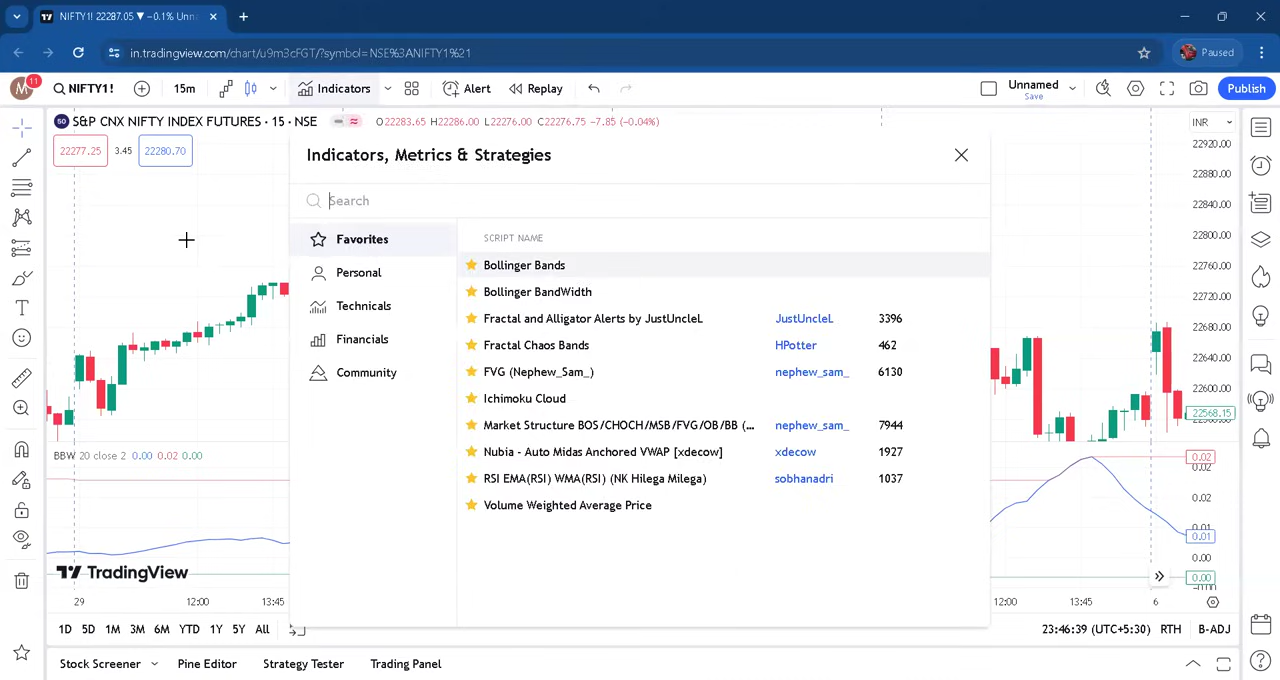 NIFTY1! 22287.05 ▼ −0.1% Unn
in.tradingview.com/chart/u9m3cFGT/?symbol=NSE%3ANIFTY1%21
Paused
M 11 NIFTY1! 15m Indicators Alert Replay Unnamed Save Publish
50 S&P CNX NIFTY INDEX FUTURES · 15 · NSE O22283.65 H22286.00 L22276.00 C22276.75 −7.85 (−0.04%)
INR
22277.25 3.45 22280.70
Indicators, Metrics & Strategies
Search
Favorites
Personal
Technicals
Financials
Community
SCRIPT NAME
Bollinger Bands
Bollinger BandWidth
Fractal and Alligator Alerts by JustUncleL JustUncleL 3396
Fractal Chaos Bands HPotter 462
FVG (Nephew_Sam_) nephew_sam_ 6130
Ichimoku Cloud
Market Structure BOS/CHOCH/MSB/FVG/OB/BB (... nephew_sam_ 7944
Nubia - Auto Midas Anchored VWAP [xdecow] xdecow 1927
RSI EMA(RSI) WMA(RSI) (NK Hilega Milega) sobhanadri 1037
Volume Weighted Average Price
22920.00
22880.00
22840.00
22800.00
22760.00
22720.00
22680.00
22640.00
22600.00
22568.15
BBW 20 close 2 0.00 0.02 0.00
0.02
0.02
0.02
0.01
0.01
0.00
0.00
TradingView
29 12:00 13:45 12:00 13:45 6
1D 5D 1M 3M 6M YTD 1Y 5Y All 23:46:39 (UTC+5:30) RTH B-ADJ
Stock Screener Pine Editor Strategy Tester Trading Panel